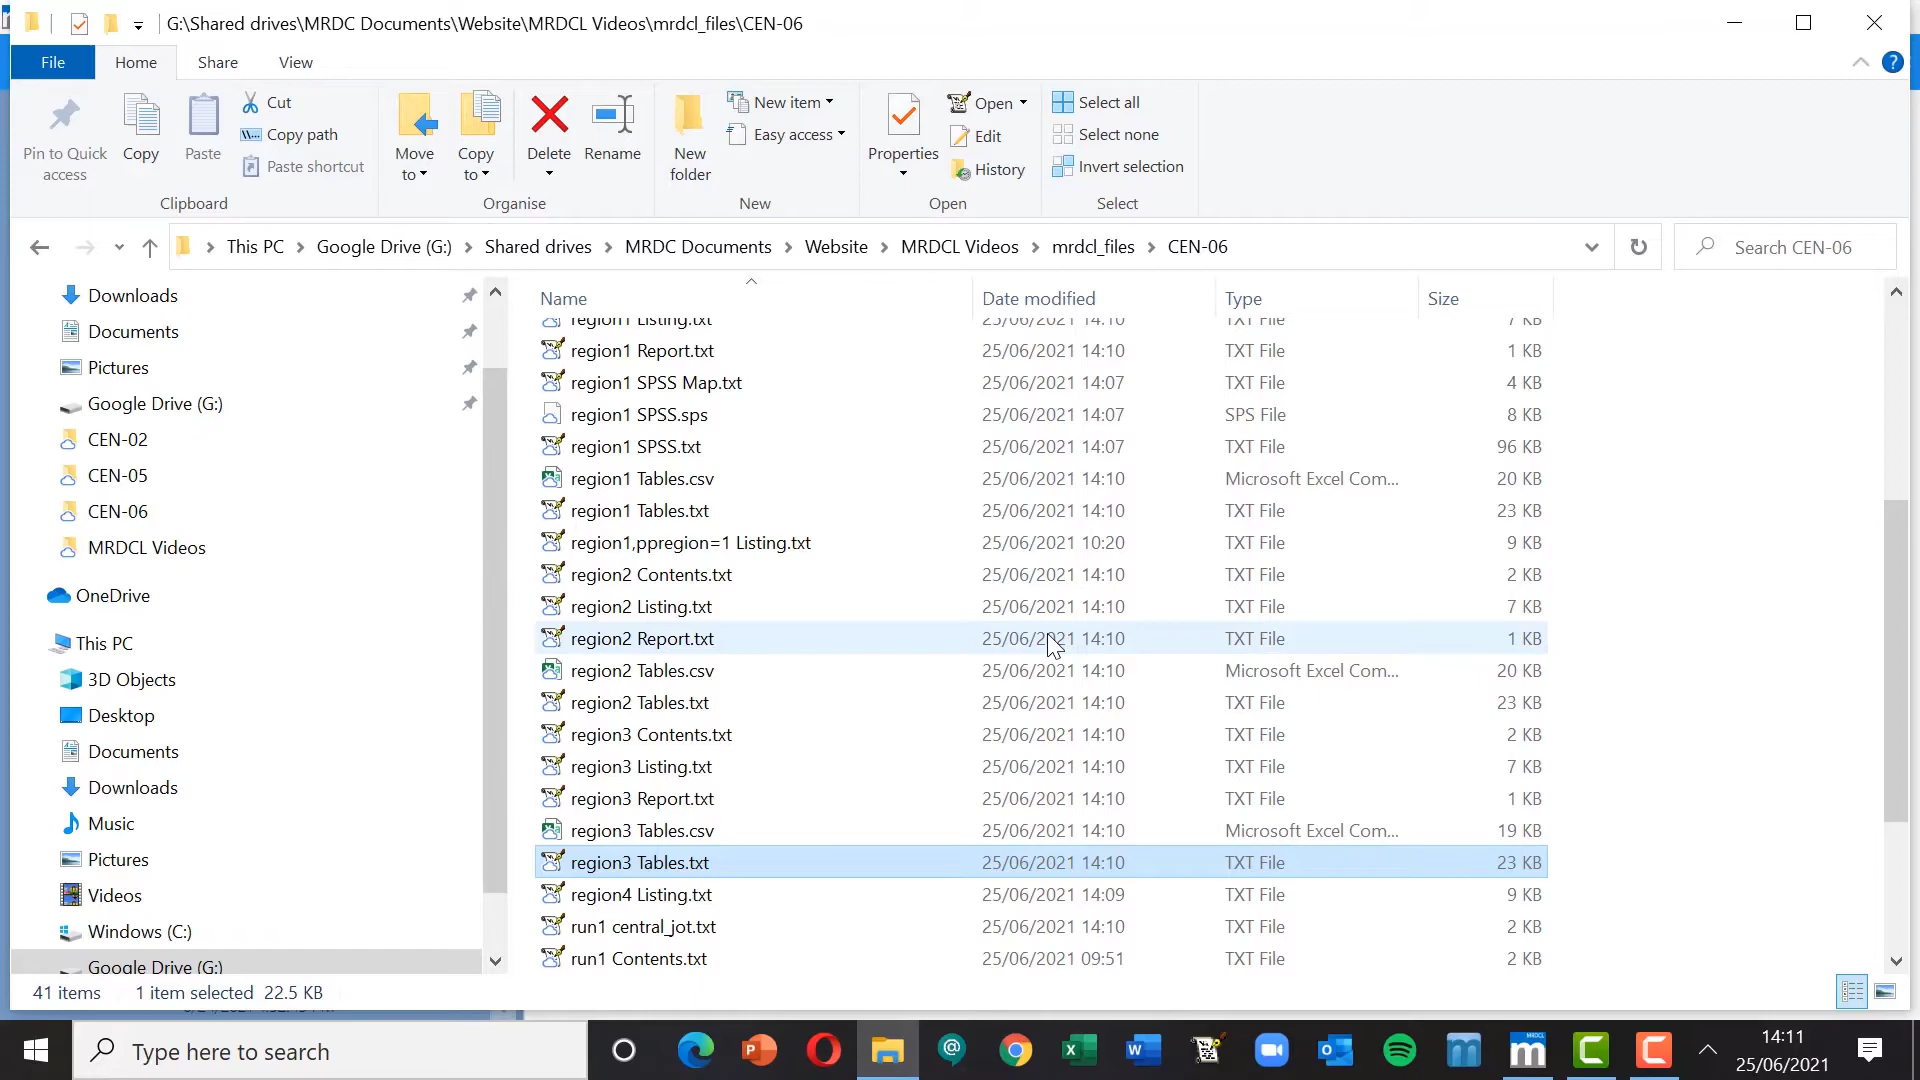 G:\Shared drives\MRDC Documents\Website\MRDCL Videos\mrdcl_files\CEN-06
File Home Share View
Pin to Quick access
Copy
Paste
Cut
Copy path
Paste shortcut
Move to
Copy to
Delete
Rename
New folder
New item
Easy access
Properties
Open
Edit
History
Select all
Select none
Invert selection
Clipboard Organise New Open Select
This PC Google Drive (G:) Shared drives MRDC Documents Website MRDCL Videos mrdcl_files CEN-06
Search CEN-06
Downloads
Documents
Pictures
Google Drive (G:)
CEN-02
CEN-05
CEN-06
MRDCL Videos
OneDrive
This PC
3D Objects
Desktop
Documents
Downloads
Music
Pictures
Videos
Windows (C:)
Google Drive (G:)
Name Date modified Type Size
region1 Listing.txt 25/06/2021 14:10 TXT File 7 KB
region1 Report.txt 25/06/2021 14:10 TXT File 1 KB
region1 SPSS Map.txt 25/06/2021 14:07 TXT File 4 KB
region1 SPSS.sps 25/06/2021 14:07 SPS File 8 KB
region1 SPSS.txt 25/06/2021 14:07 TXT File 96 KB
region1 Tables.csv 25/06/2021 14:10 Microsoft Excel Com... 20 KB
region1 Tables.txt 25/06/2021 14:10 TXT File 23 KB
region1,ppregion=1 Listing.txt 25/06/2021 10:20 TXT File 9 KB
region2 Contents.txt 25/06/2021 14:10 TXT File 2 KB
region2 Listing.txt 25/06/2021 14:10 TXT File 7 KB
region2 Report.txt 25/06/2021 14:10 TXT File 1 KB
region2 Tables.csv 25/06/2021 14:10 Microsoft Excel Com... 20 KB
region2 Tables.txt 25/06/2021 14:10 TXT File 23 KB
region3 Contents.txt 25/06/2021 14:10 TXT File 2 KB
region3 Listing.txt 25/06/2021 14:10 TXT File 7 KB
region3 Report.txt 25/06/2021 14:10 TXT File 1 KB
region3 Tables.csv 25/06/2021 14:10 Microsoft Excel Com... 19 KB
region3 Tables.txt 25/06/2021 14:10 TXT File 23 KB
region4 Listing.txt 25/06/2021 14:09 TXT File 9 KB
run1 central_jot.txt 25/06/2021 14:10 TXT File 2 KB
run1 Contents.txt 25/06/2021 09:51 TXT File 2 KB
41 items 1 item selected 22.5 KB
Type here to search
14:11
25/06/2021